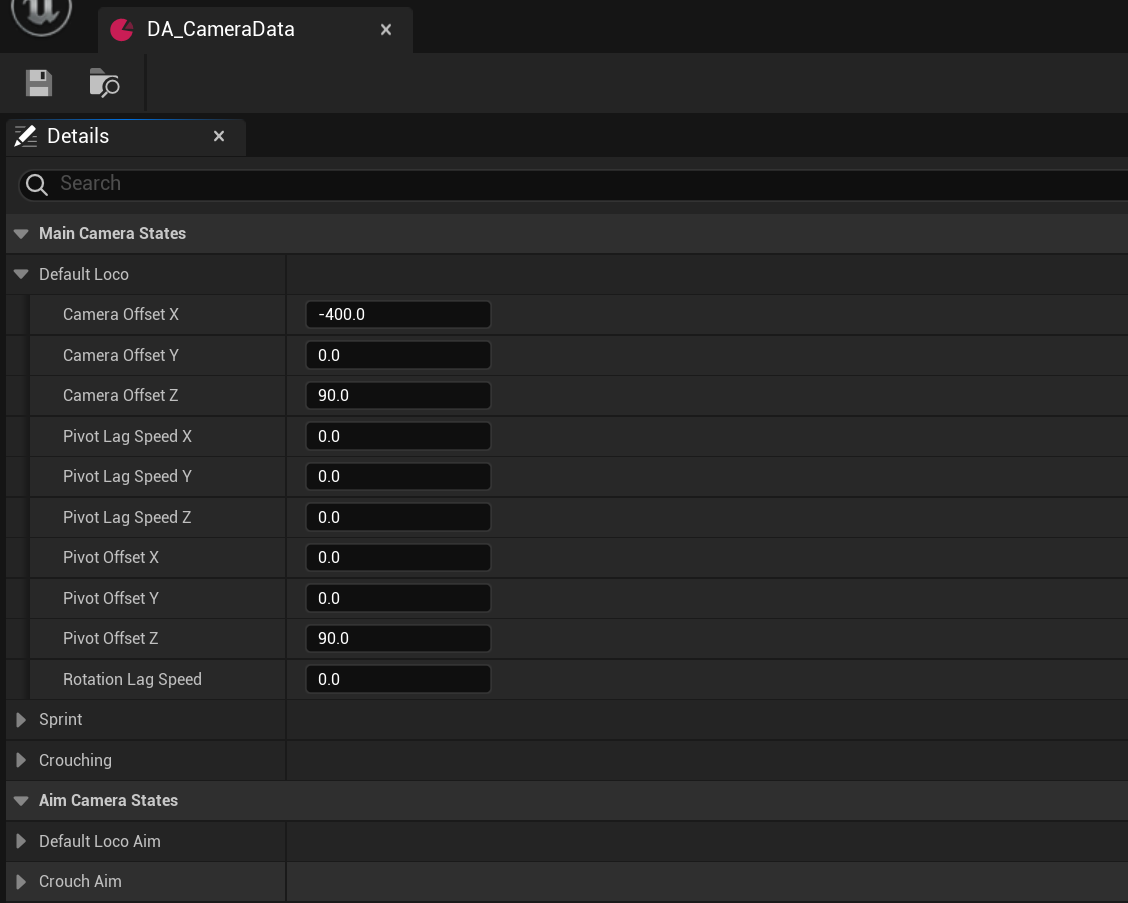 DA_CameraData
Details
Search
Main Camera States
Default Loco
Camera Offset X -400.0
Camera Offset Y 0.0
Camera Offset Z 90.0
Pivot Lag Speed X 0.0
Pivot Lag Speed Y 0.0
Pivot Lag Speed Z 0.0
Pivot Offset X 0.0
Pivot Offset Y 0.0
Pivot Offset Z 90.0
Rotation Lag Speed 0.0
Sprint
Crouching
Aim Camera States
Default Loco Aim
Crouch Aim